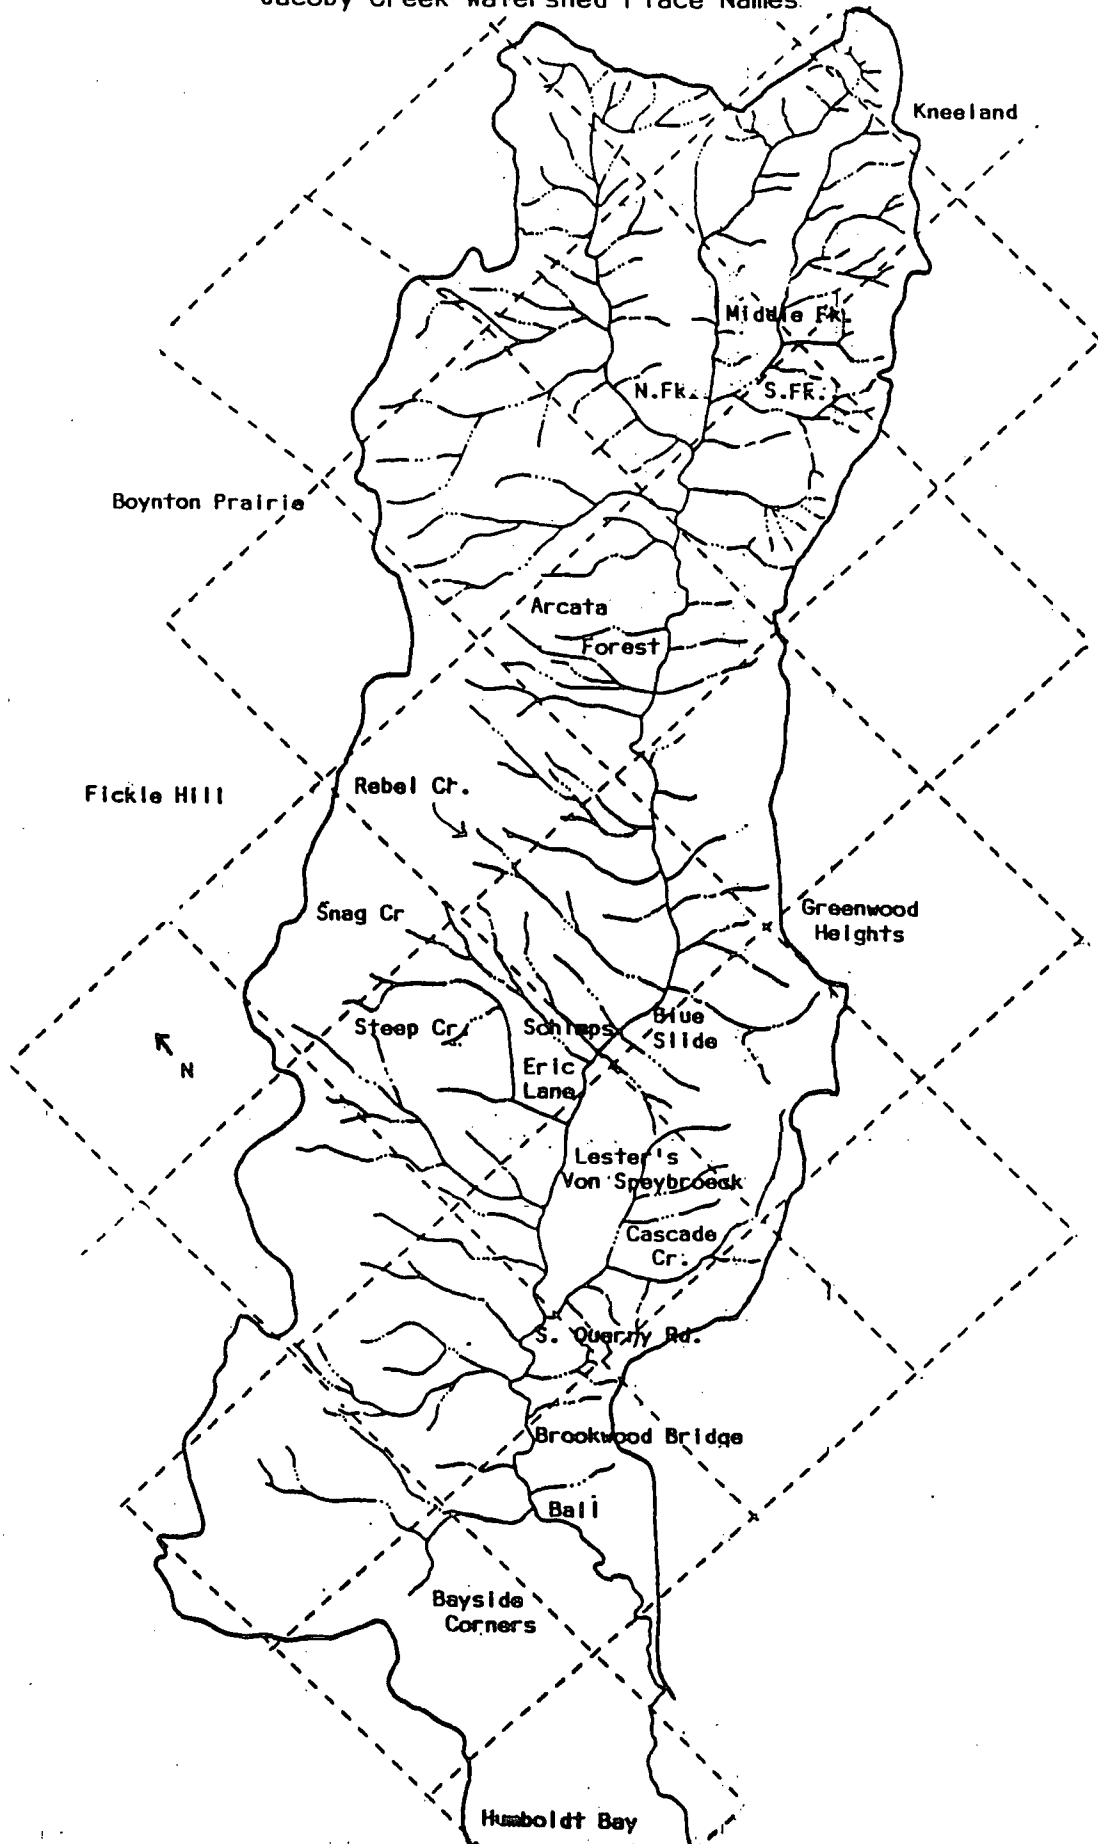 Jacoby Creek Watershed Place Names
Kneeland
Middle Fk.
N.Fk.
S.Fk.
Boynton Prairie
Arcata
Forest
Rebel Cr.
Fickle Hill
Snag Cr
Greenwood
Heights
Steep Cr.
Schimps
Blue
Slide
Eric
Lane
N
Lester's
Von Speybroeck
Cascade
Cr.
S. Quarry Rd.
Brookwood Bridge
Ball
Bayside
Corners
Humboldt Bay